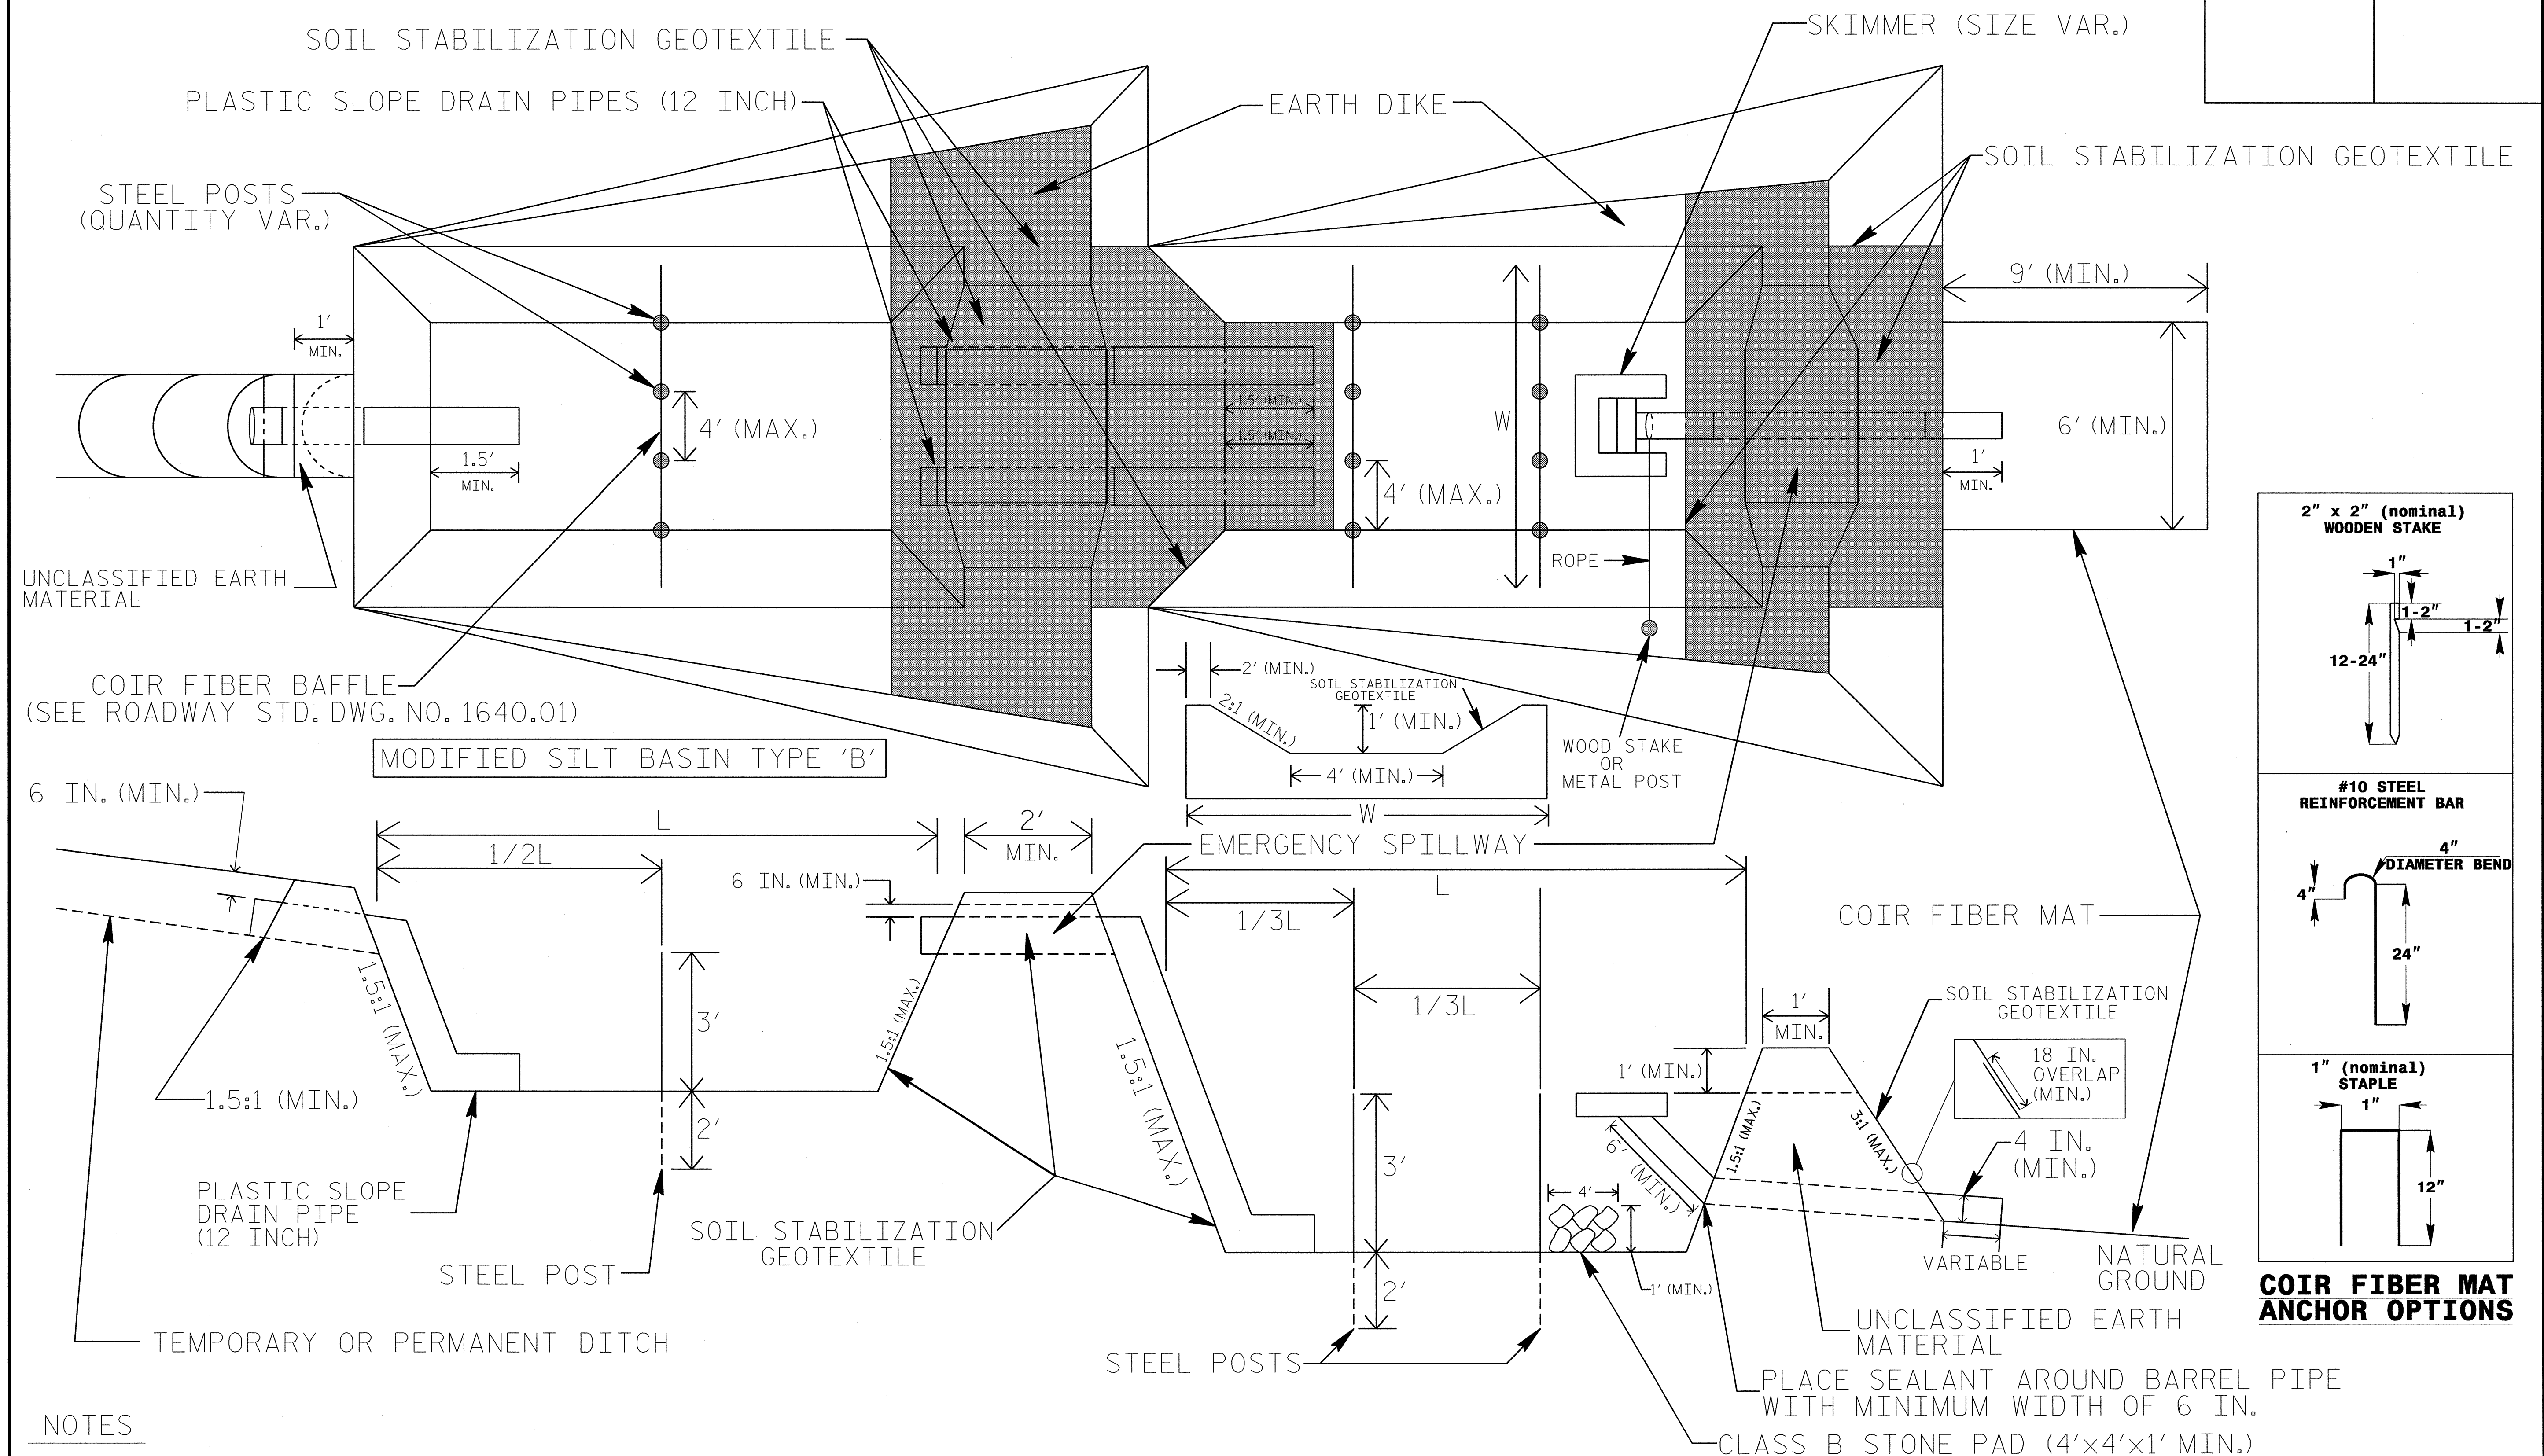 SOIL STABILIZATION GEOTEXTILE
SKIMMER (SIZE VAR.)
PLASTIC SLOPE DRAIN PIPES (12 INCH)
EARTH DIKE
SOIL STABILIZATION GEOTEXTILE
STEEL POSTS
(QUANTITY VAR.)
9' (MIN.)
1'
MIN.
4' (MAX.)
1.5'
MIN.
1.5' (MIN.)
1.5' (MIN.)
W
4' (MAX.)
6' (MIN.)
1'
MIN.
ROPE
UNCLASSIFIED EARTH
MATERIAL
COIR FIBER BAFFLE
(SEE ROADWAY STD. DWG. NO. 1640.01)
MODIFIED SILT BASIN TYPE 'B'
2' (MIN.)
SOIL STABILIZATION
GEOTEXTILE
2:1 (MIN.)
1' (MIN.)
4' (MIN.)
W
WOOD STAKE
OR
METAL POST
2" x 2" (nominal)
WOODEN STAKE
1"
1-2"
1-2"
12-24"
#10 STEEL
REINFORCEMENT BAR
4"
DIAMETER BEND
4"
24"
1" (nominal)
STAPLE
1"
12"
COIR FIBER MAT
ANCHOR OPTIONS
6 IN. (MIN.)
L
1/2L
2'
MIN.
EMERGENCY SPILLWAY
6 IN. (MIN.)
L
1/3L
1/3L
COIR FIBER MAT
1.5:1 (MAX.)
3'
2'
1.5:1 (MAX.)
1.5:1 (MAX.)
1.5:1 (MIN.)
PLASTIC SLOPE
DRAIN PIPE
(12 INCH)
STEEL POST
SOIL STABILIZATION
GEOTEXTILE
TEMPORARY OR PERMANENT DITCH
3'
2'
STEEL POSTS
1'
MIN.
1' (MIN.)
6' (MIN.)
4'
1' (MIN.)
1.5:1 (MAX.)
3:1 (MAX.)
SOIL STABILIZATION
GEOTEXTILE
18 IN.
OVERLAP
(MIN.)
4 IN.
(MIN.)
VARIABLE
NATURAL
GROUND
UNCLASSIFIED EARTH
MATERIAL
PLACE SEALANT AROUND BARREL PIPE
WITH MINIMUM WIDTH OF 6 IN.
CLASS B STONE PAD (4'x4'x1' MIN.)
NOTES